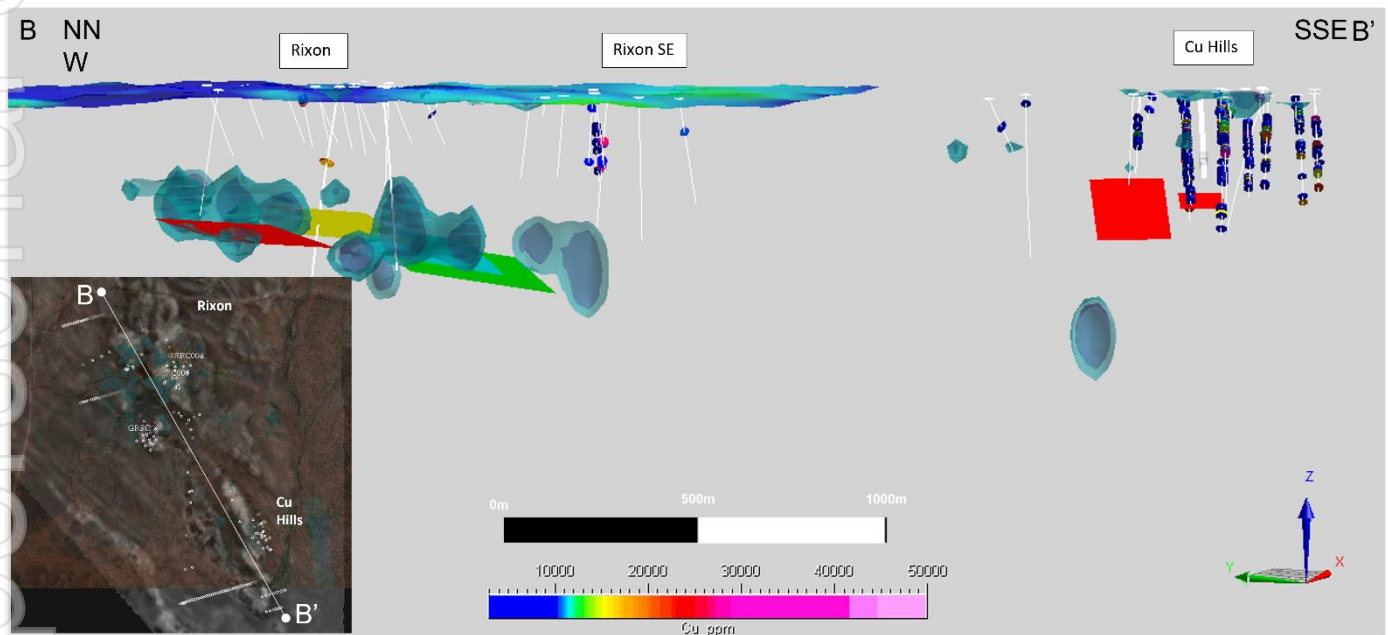 B NN
W
Rixon
Rixon SE
Cu Hills
SSE B'
B
Rixon
Cu
Hills
B'
0m 500m 1000m
10000 20000 30000 40000 50000
Cu ppm
Z
Y
X